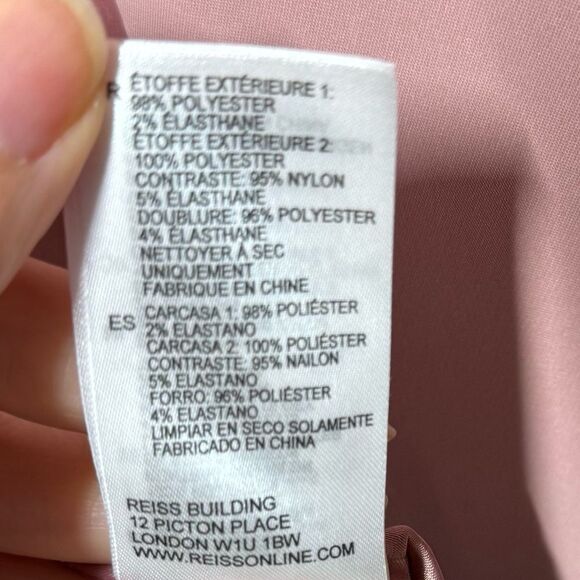 R ÉTOFFE EXTÉRIEURE 1:
98% POLYESTER
2% ÉLASTHANE
ÉTOFFE EXTÉRIEURE 2:
100% POLYESTER
CONTRASTE: 95% NYLON
5% ÉLASTHANE
DOUBLURE: 96% POLYESTER
4% ÉLASTHANE
NETTOYER À SEC
UNIQUEMENT
FABRIQUE EN CHINE
ES CARCASA 1: 98% POLIÉSTER
2% ELASTANO
CARCASA 2: 100% POLIÉSTER
CONTRASTE: 95% NAILON
5% ELASTANO
FORRO: 96% POLIÉSTER
4% ELASTANO
LIMPIAR EN SECO SOLAMENTE
FABRICADO EN CHINA
REISS BUILDING
12 PICTON PLACE
LONDON W1U 1BW
WWW.REISSONLINE.COM